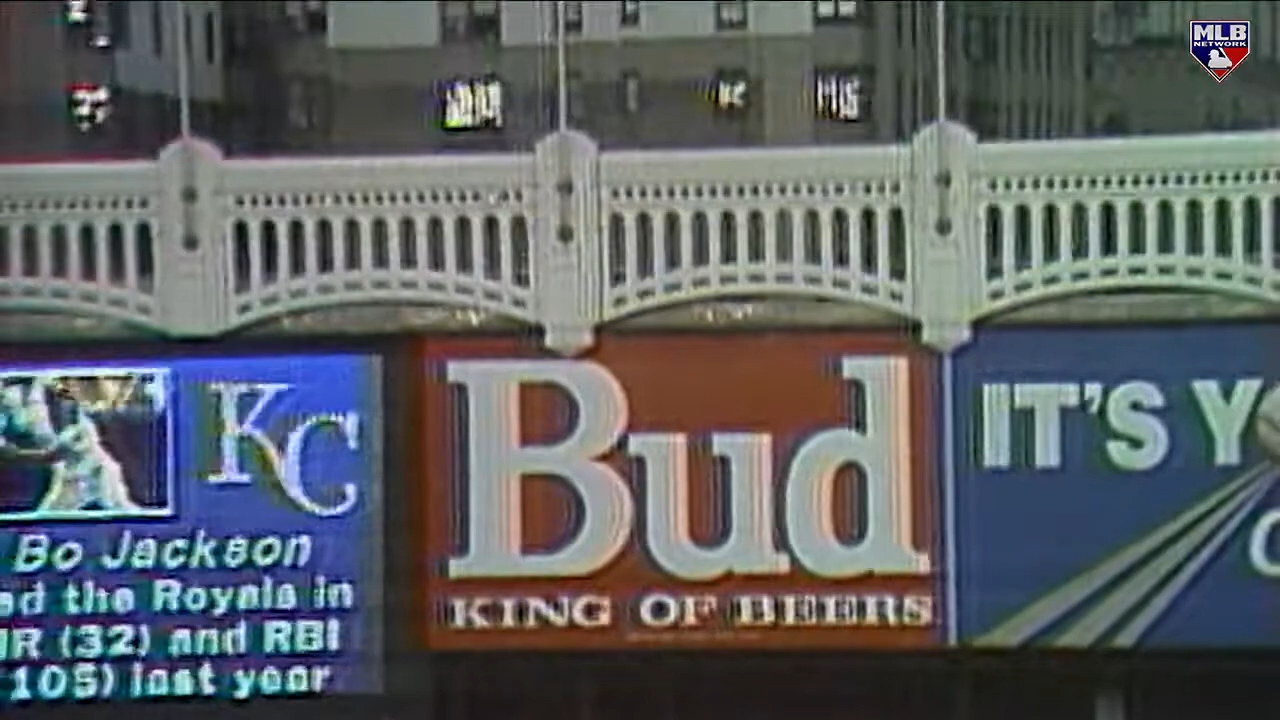 MLB
NETWORK
KC
Bo Jackson
ed the Royals in
HR (32) and RBI
105) last year
Bud
KING OF BEERS
IT'S Y